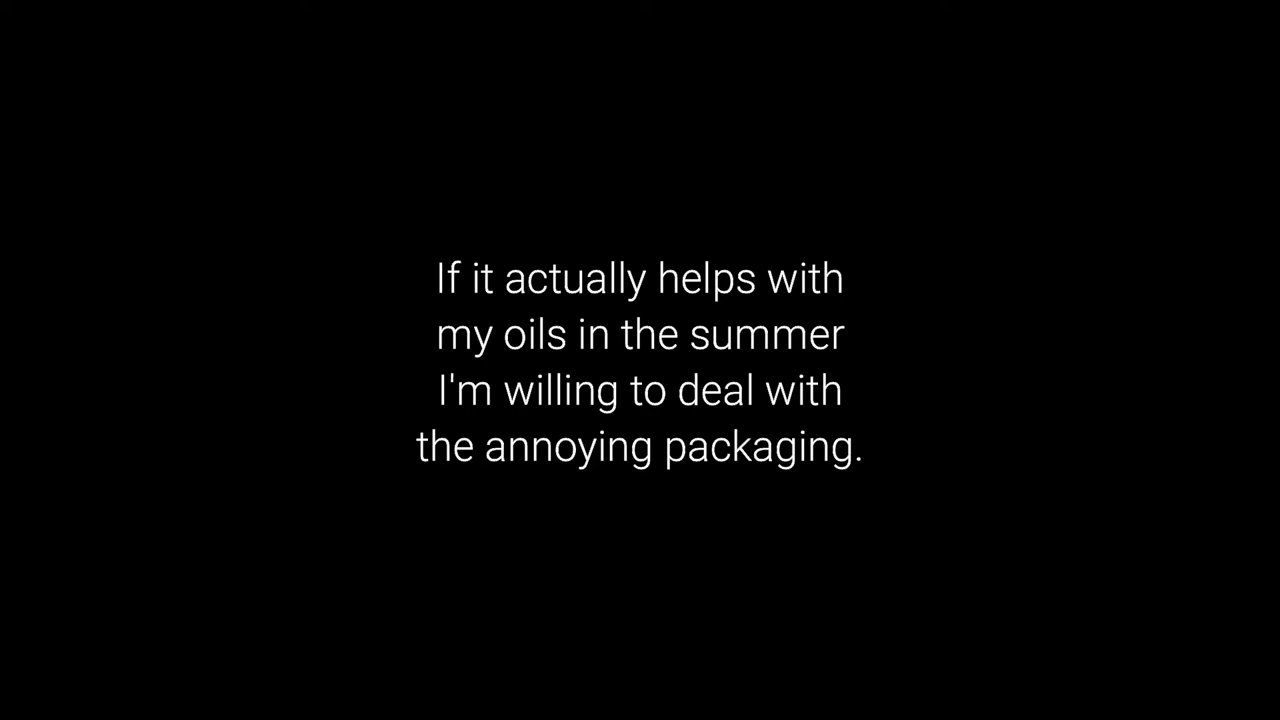 If it actually helps with
my oils in the summer
I'm willing to deal with
the annoying packaging.